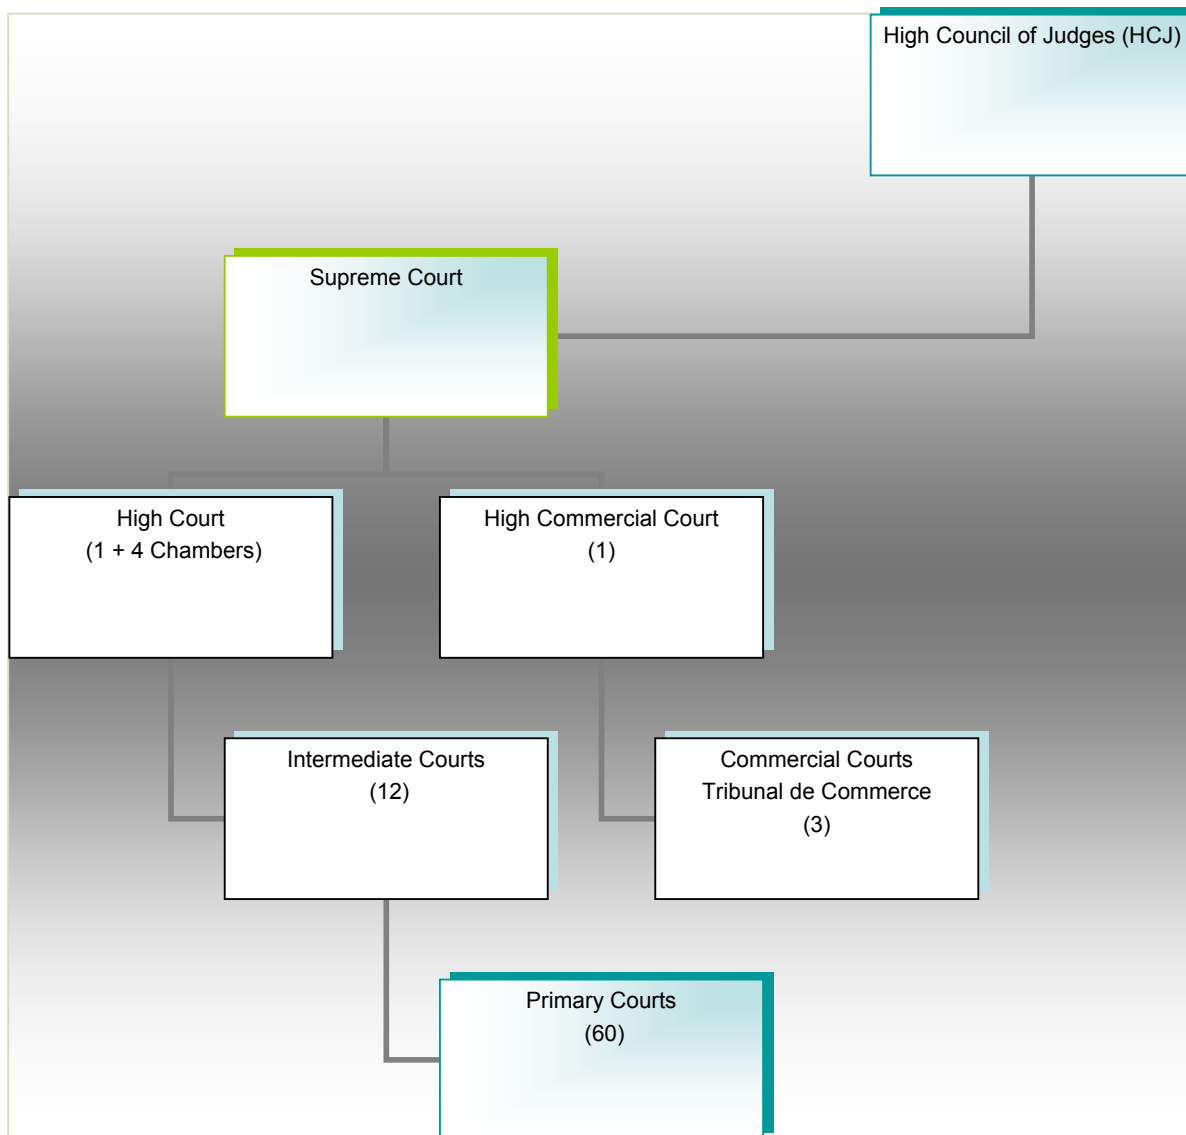 High Council of Judges (HCJ)
Supreme Court
High Court
(1 + 4 Chambers)
High Commercial Court
(1)
Intermediate Courts
(12)
Commercial Courts
Tribunal de Commerce
(3)
Primary Courts
(60)